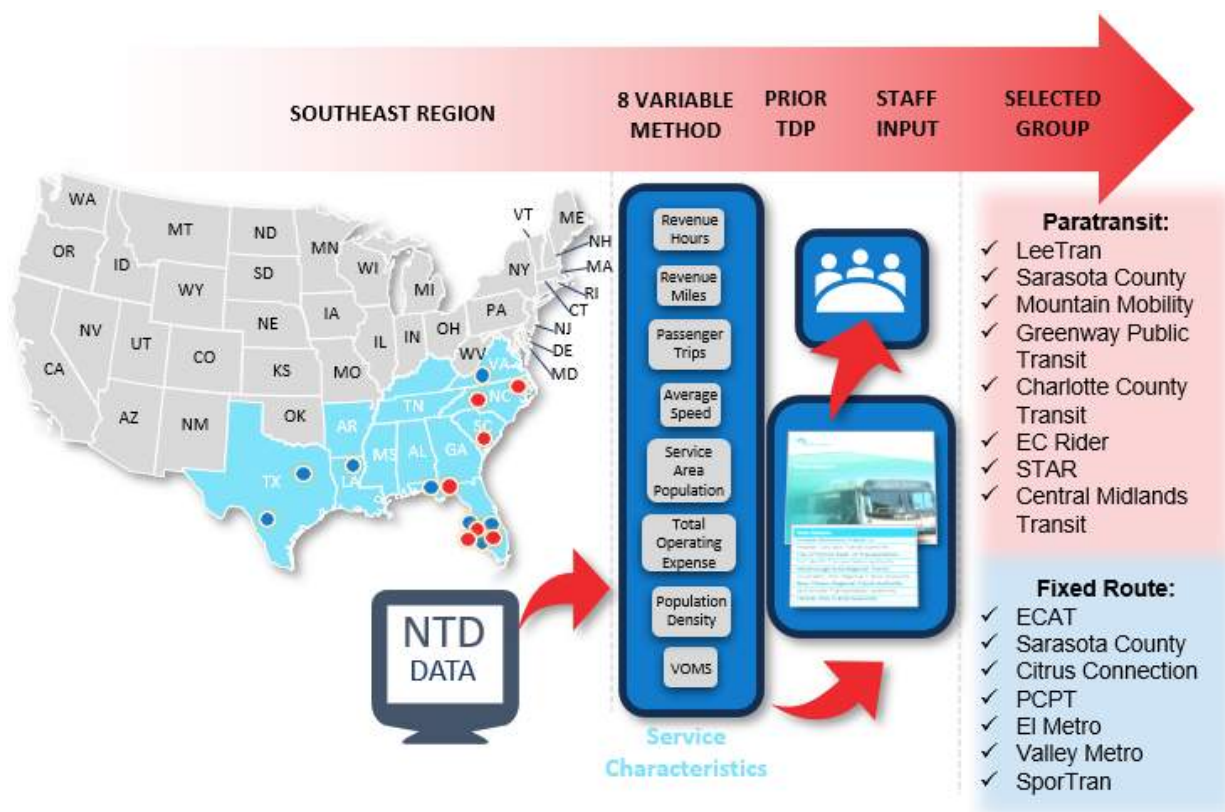 SOUTHEAST REGION
8 VARIABLE
METHOD
PRIOR
TDP
STAFF
INPUT
SELECTED
GROUP
WA
OR
CA
NV
ID
MT
WY
UT
AZ
CO
NM
ND
SD
NE
KS
OK
MN
IA
MO
WI
IL
MI
IN
OH
WV
PA
NY
VT
ME
NH
MA
RI
CT
NJ
DE
MD
VA
NC
SC
TN
AR
MS
AL
GA
LA
TX
NTD
DATA
Revenue
Hours
Revenue
Miles
Passenger
Trips
Average
Speed
Service
Area
Population
Total
Operating
Expense
Population
Density
VOMS
Service
Characteristics
Paratransit:
✓ LeeTran
✓ Sarasota County
✓ Mountain Mobility
✓ Greenway Public
Transit
✓ Charlotte County
Transit
✓ EC Rider
✓ STAR
✓ Central Midlands
Transit
Fixed Route:
✓ ECAT
✓ Sarasota County
✓ Citrus Connection
✓ PCPT
✓ El Metro
✓ Valley Metro
✓ SporTran